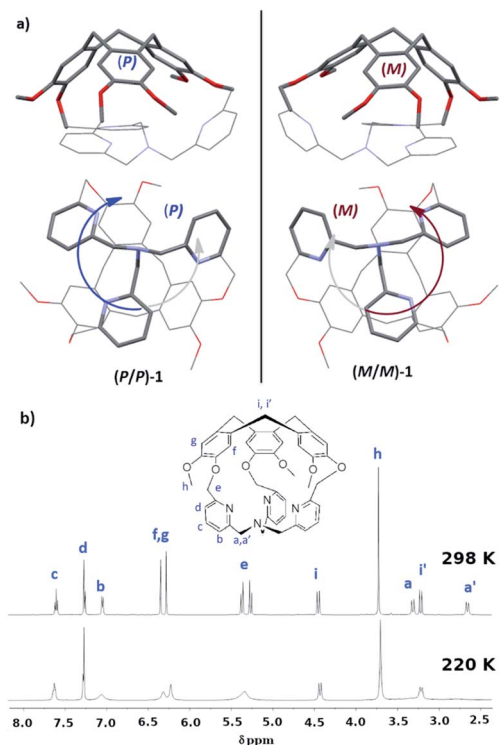 a)
(P)
(M)
(P)
(M)
(P/P)-1
(M/M)-1
b)
i, i'
g
f
O
O
O
O
O
O
h
e
d
N
N
N
c
b
N
a,a'
h
f,g
298 K
d
e
c
b
i
a
i'
a'
220 K
8.0 7.5 7.0 6.5 6.0 5.5 5.0 4.5 4.0 3.5 3.0 2.5
δppm